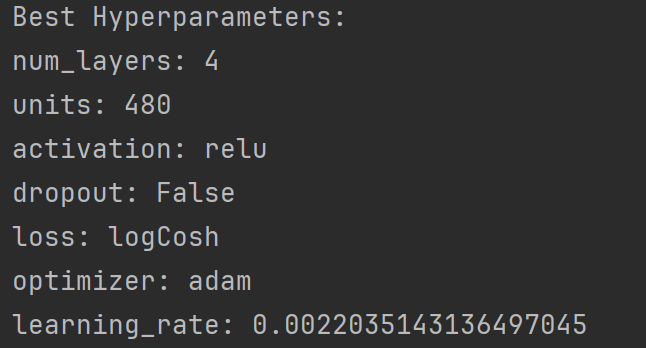 Best Hyperparameters:
num_layers: 4
units: 480
activation: relu
dropout: False
loss: logCosh
optimizer: adam
learning_rate: 0.0022035143136497045